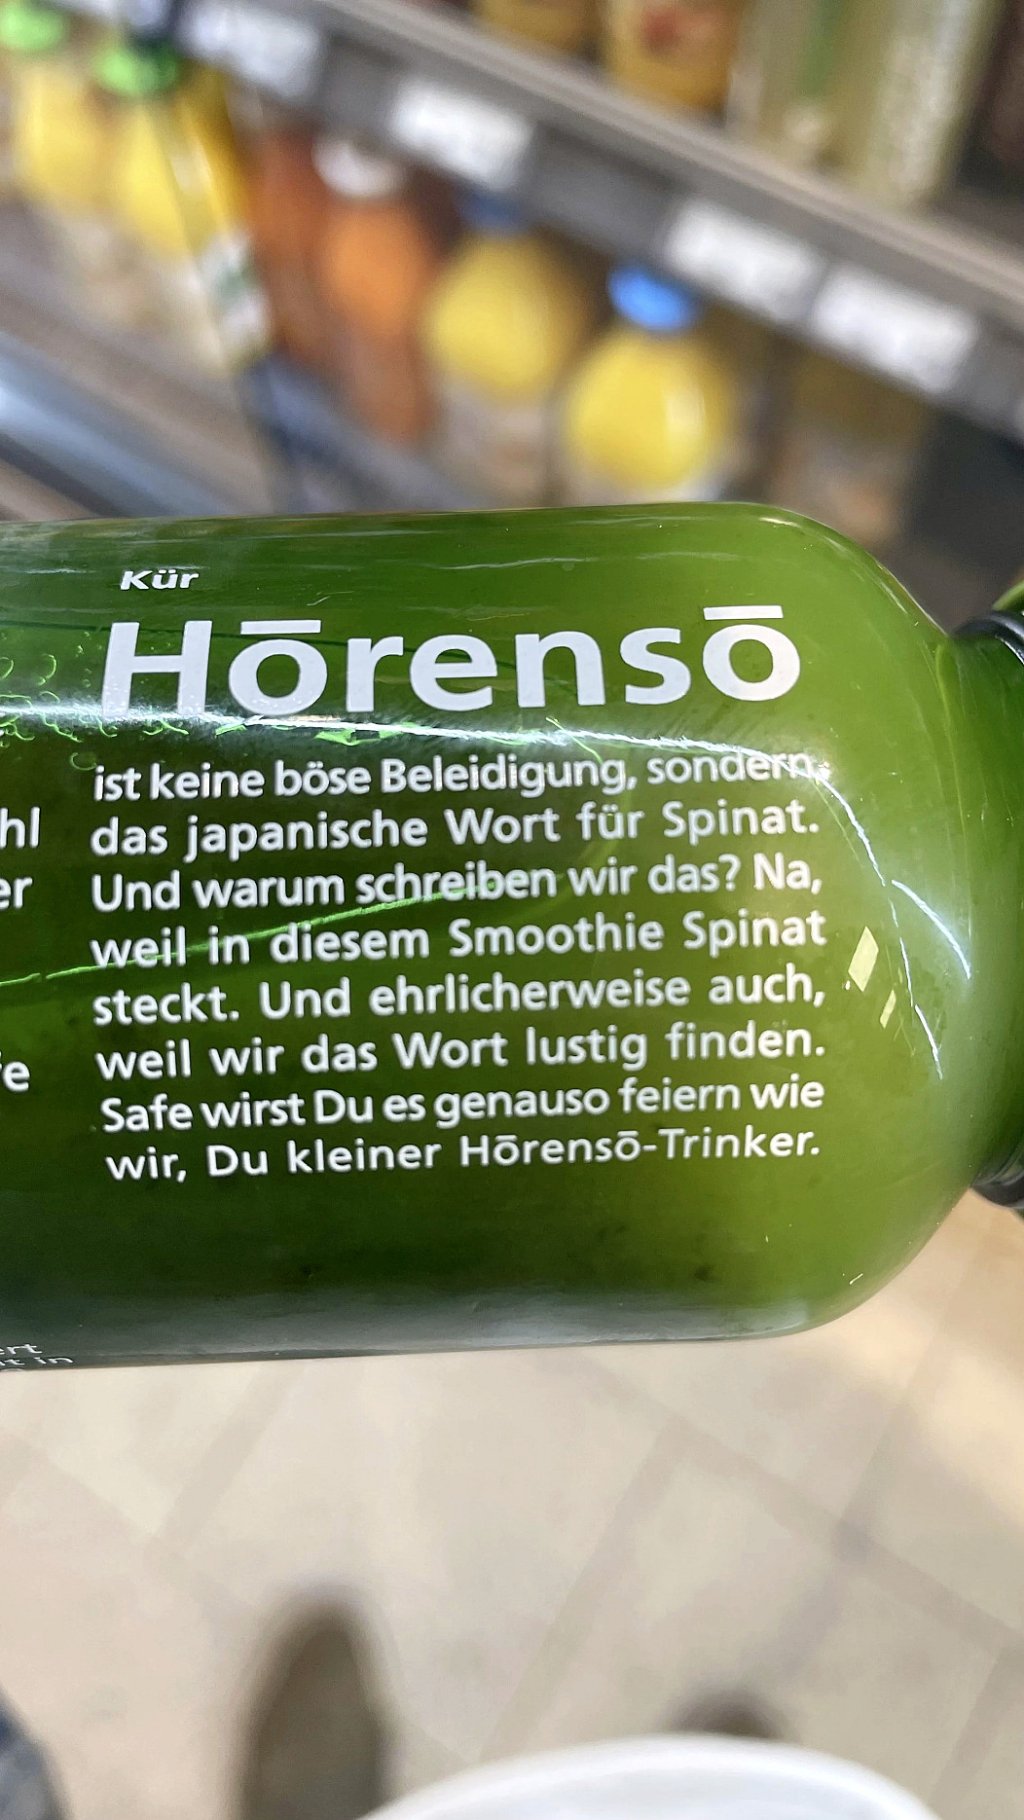 Kür
Hōrensō
ist keine böse Beleidigung, sondern,
das japanische Wort für Spinat.
Und warum schreiben wir das? Na,
weil in diesem Smoothie Spinat
steckt. Und ehrlicherweise auch,
weil wir das Wort lustig finden.
Safe wirst Du es genauso feiern wie
wir, Du kleiner Hōrensō-Trinker.